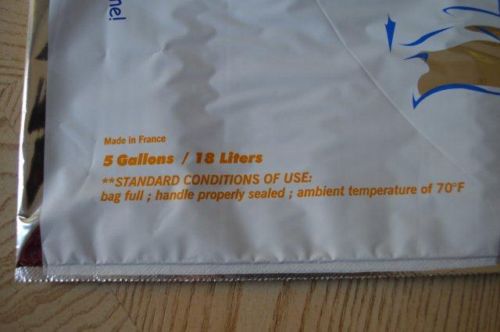 ne!
Made in France
5 Gallons / 18 Liters
**STANDARD CONDITIONS OF USE:
bag full ; handle properly sealed ; ambient temperature of 70°F